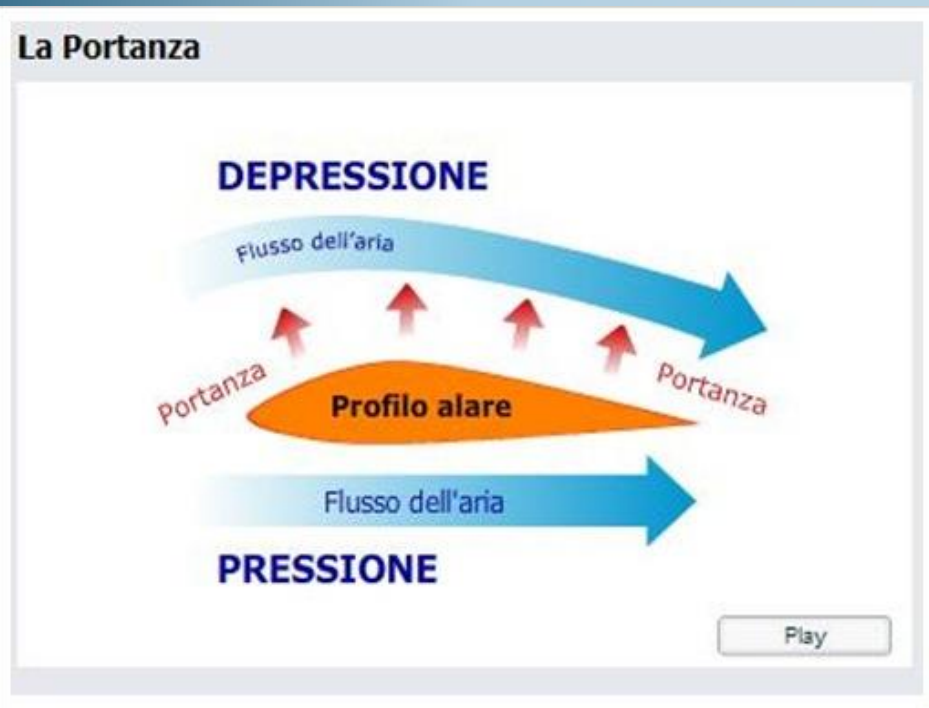 La Portanza
DEPRESSIONE
Flusso dell'aria
Portanza
Portanza
Profilo alare
Flusso dell'aria
PRESSIONE
Play